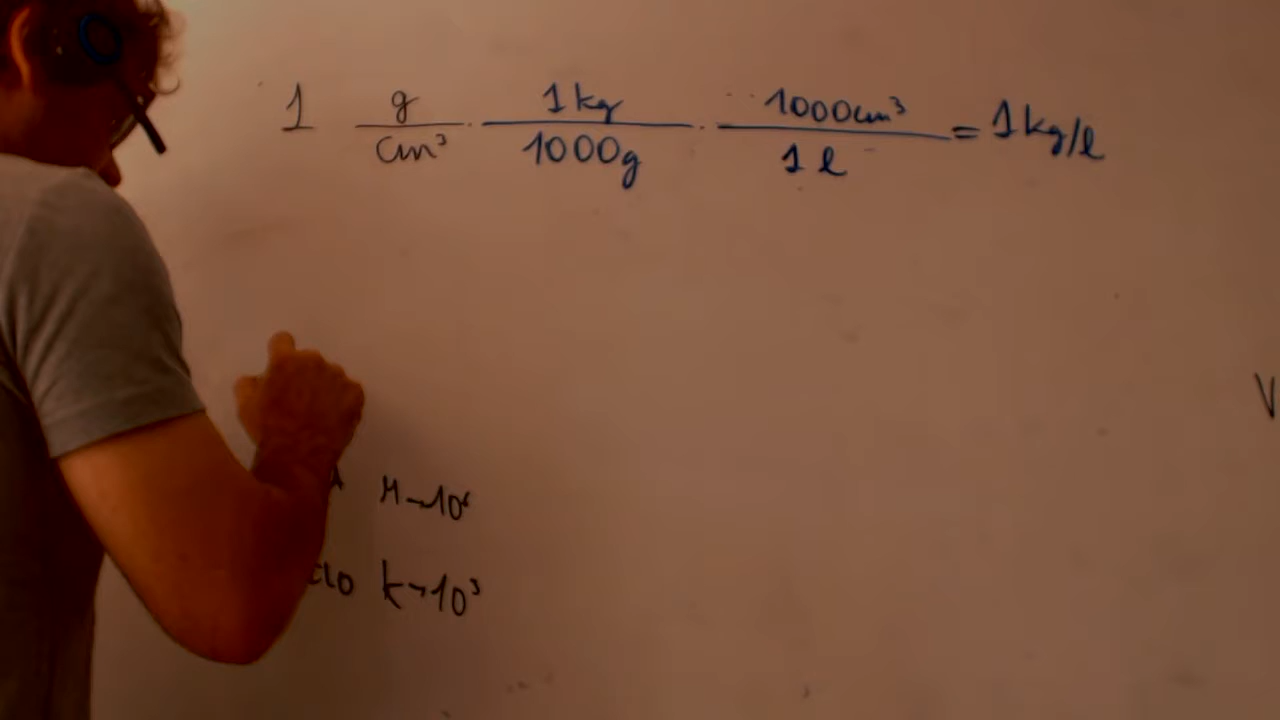 1 g/cm³ · 1kg/1000g · 1000cm³/1 l = 1kg/l
V
M→10⁶
k→10³